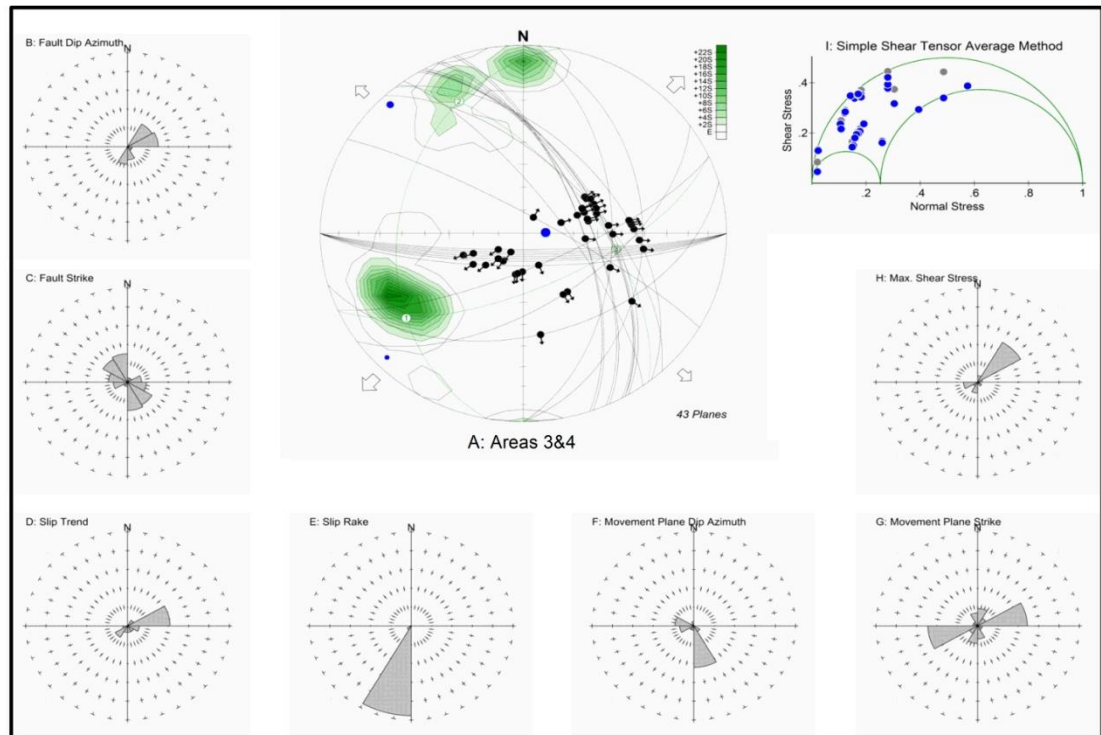 B: Fault Dip Azimuth
N
N
+22S
+20S
+18S
+16S
+14S
+12S
+10S
+8S
+6S
+4S
+2S
E
I: Simple Shear Tensor Average Method
Shear Stress
.4
.2
.2
.4
.6
.8
1
Normal Stress
C: Fault Strike
N
1
43 Planes
A: Areas 3&4
H: Max. Shear Stress
N
D: Slip Trend
N
E: Slip Rake
N
F: Movement Plane Dip Azimuth
N
G: Movement Plane Strike
N